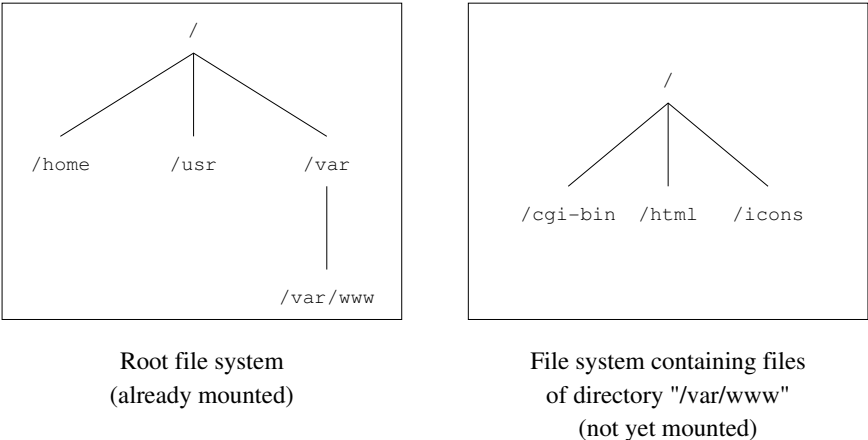 /
/home /usr /var
/var/www
Root file system
(already mounted)
/
/cgi-bin /html /icons
File system containing files
of directory "/var/www"
(not yet mounted)